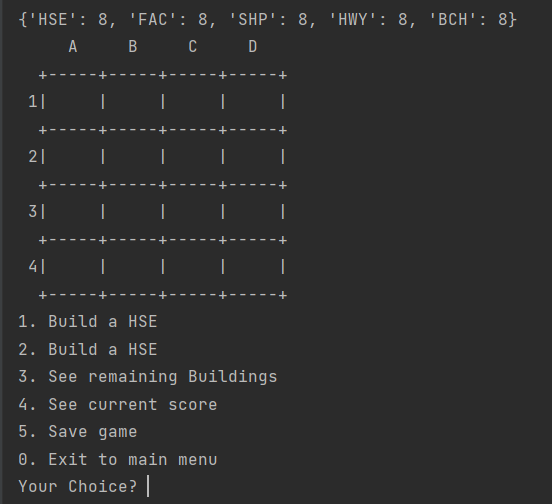 {'HSE': 8, 'FAC': 8, 'SHP': 8, 'HWY': 8, 'BCH': 8}
     A     B     C     D
  +-----+-----+-----+-----+
 1|     |     |     |     |
  +-----+-----+-----+-----+
 2|     |     |     |     |
  +-----+-----+-----+-----+
 3|     |     |     |     |
  +-----+-----+-----+-----+
 4|     |     |     |     |
  +-----+-----+-----+-----+
1. Build a HSE
2. Build a HSE
3. See remaining Buildings
4. See current score
5. Save game
0. Exit to main menu
Your Choice?